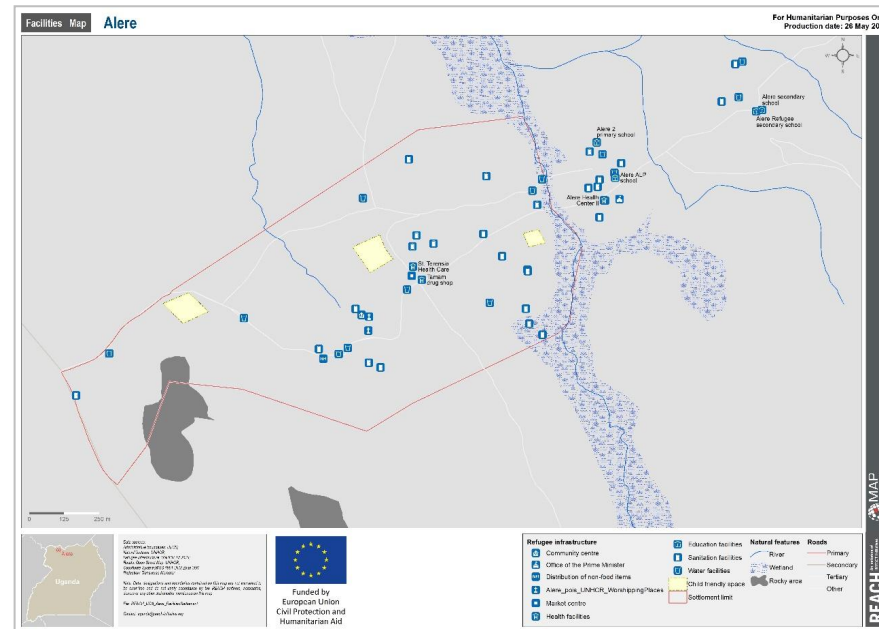 Facilities Map
Alere
For Humanitarian Purposes O
Production date: 26 May 20
N
W
E
S
Alere secondary
school
Alere Refugee
secondary school
Alere 2
primary school
Alere ALP
school
Alere Health
Center II
St. Terensia
Health Care
Tamam
drug shop
NFI
0 125 250 m
Alere
Uganda
Funded by
European Union
Civil Protection and
Humanitarian Aid
Refugee infrastructure
Community centre
Office of the Prime Minister
Distribution of non-food items
Alere_pois_UNHCR_WorshippingPlaces
Market centre
Health facilities
Education facilities
Sanitation facilities
Water facilities
Child friendly space
Settlement limit
Natural features
River
Wetland
Rocky area
Roads
Primary
Secondary
Tertiary
Other
REACH
MAP